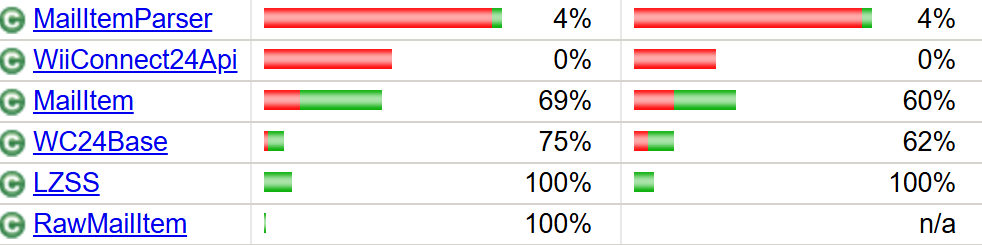 C MailItemParser 4% 4%
C WiiConnect24Api 0% 0%
C MailItem 69% 60%
C WC24Base 75% 62%
C LZSS 100% 100%
C RawMailItem 100% n/a